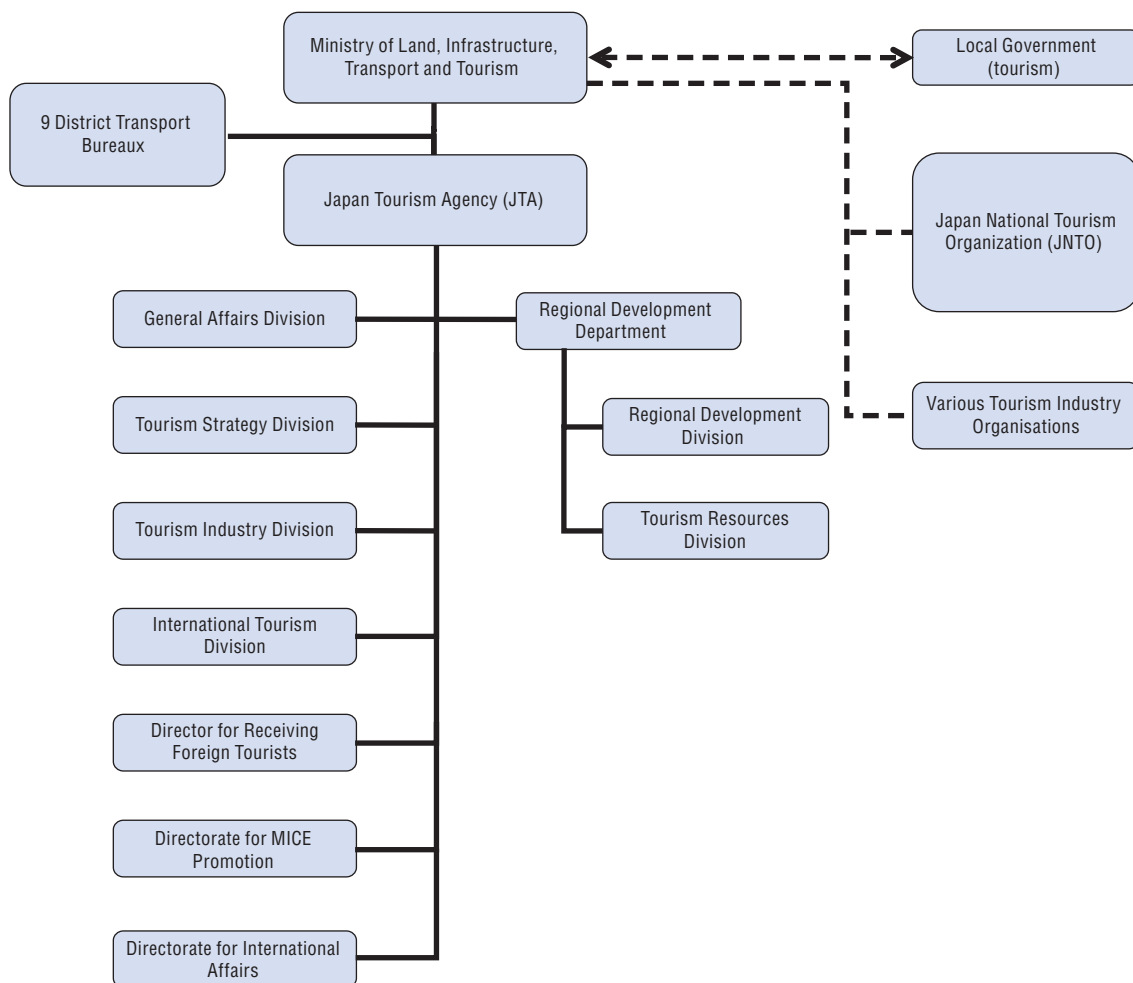 Ministry of Land, Infrastructure,
Transport and Tourism
Local Government
(tourism)
9 District Transport
Bureaux
Japan Tourism Agency (JTA)
Japan National Tourism
Organization (JNTO)
General Affairs Division
Regional Development
Department
Tourism Strategy Division
Regional Development
Division
Various Tourism Industry
Organisations
Tourism Industry Division
Tourism Resources
Division
International Tourism
Division
Director for Receiving
Foreign Tourists
Directorate for MICE
Promotion
Directorate for International
Affairs